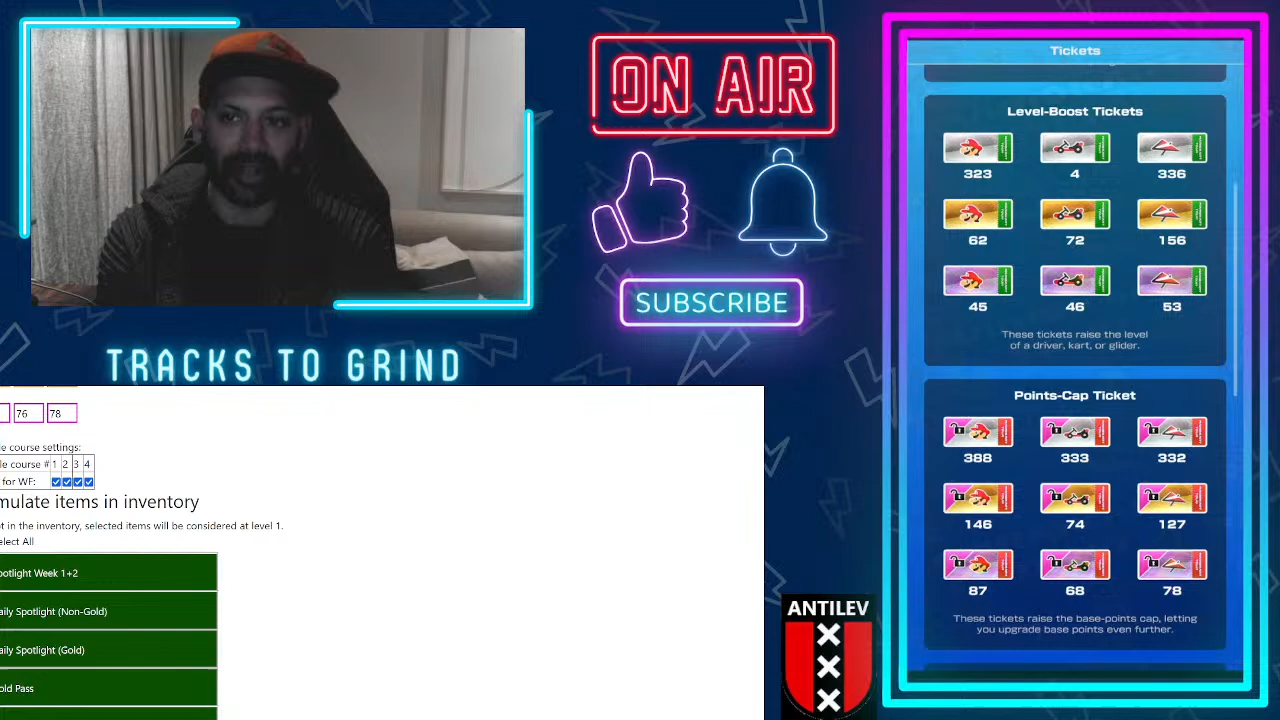 ON AIR
SUBSCRIBE
TRACKS TO GRIND
76 78
le course settings:
le course # 1 2 3 4
for WF:
mulate items in inventory
ot in the inventory, selected items will be considered at level 1.
elect All
potlight Week 1+2
aily Spotlight (Non-Gold)
aily Spotlight (Gold)
old Pass
ANTILEV
Tickets
Level-Boost Tickets
323 4 336
62 72 156
45 46 53
These tickets raise the level
of a driver, kart, or glider.
Points-Cap Ticket
388 333 332
146 74 127
87 68 78
These tickets raise the base-points cap, letting
you upgrade base points even further.